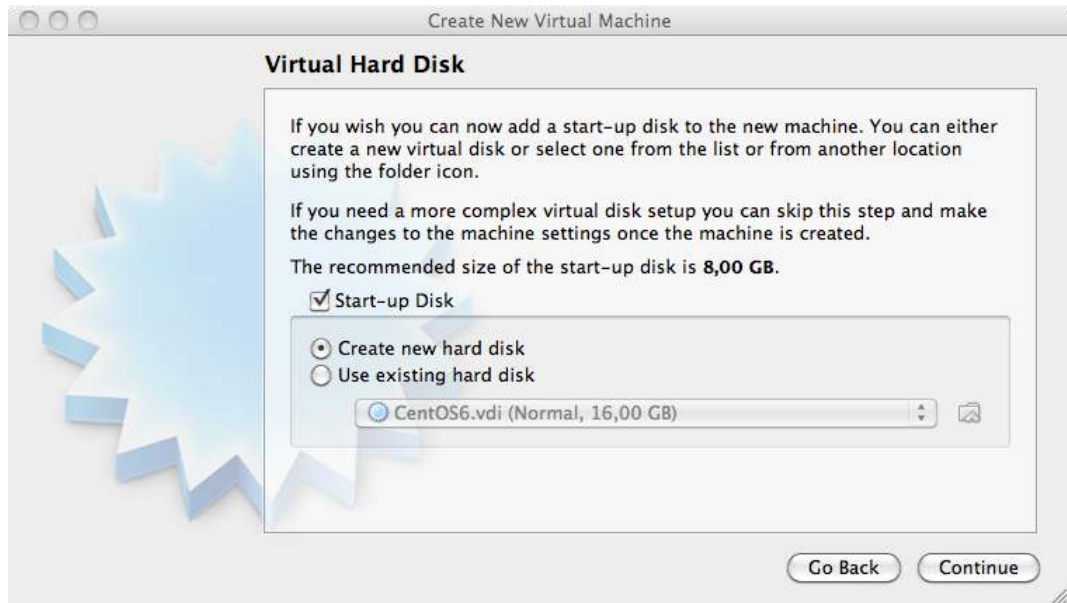 Create New Virtual Machine
Virtual Hard Disk
If you wish you can now add a start-up disk to the new machine. You can either
create a new virtual disk or select one from the list or from another location
using the folder icon.
If you need a more complex virtual disk setup you can skip this step and make
the changes to the machine settings once the machine is created.
The recommended size of the start-up disk is 8,00 GB.
Start-up Disk
Create new hard disk
Use existing hard disk
CentOS6.vdi (Normal, 16,00 GB)
Go Back
Continue